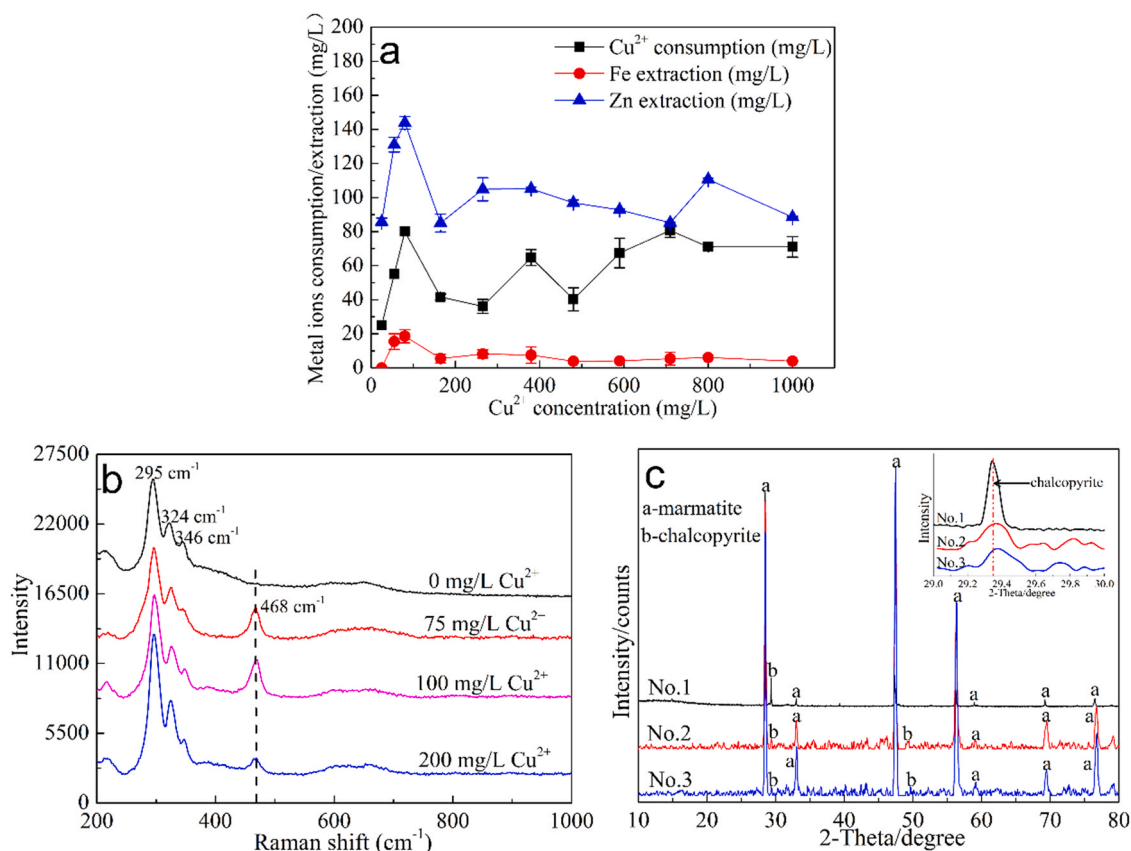 a
Cu²⁺ consumption (mg/L)
Fe extraction (mg/L)
Zn extraction (mg/L)
Metal ions consumption/extraction (mg/L)
200
180
160
140
120
100
80
60
40
20
0
0 200 400 600 800 1000
Cu²⁺ concentration (mg/L)
b
295 cm⁻¹
324 cm⁻¹
346 cm⁻¹
468 cm⁻¹
0 mg/L Cu²⁺
75 mg/L Cu²⁺
100 mg/L Cu²⁺
200 mg/L Cu²⁺
Intensity
27500
22000
16500
11000
5500
0
200 400 600 800 1000
Raman shift (cm⁻¹)
c
a-marmatite
b-chalcopyrite
a a a
b a a a a
No.1
b a b a a a
No.2
b a b a a a
No.3
Intensity/counts
10 20 30 40 50 60 70 80
2-Theta/degree
chalcopyrite
No.1
No.2
No.3
Intensity
29.0 29.2 29.4 29.6 29.8 30.0
2-Theta/degree